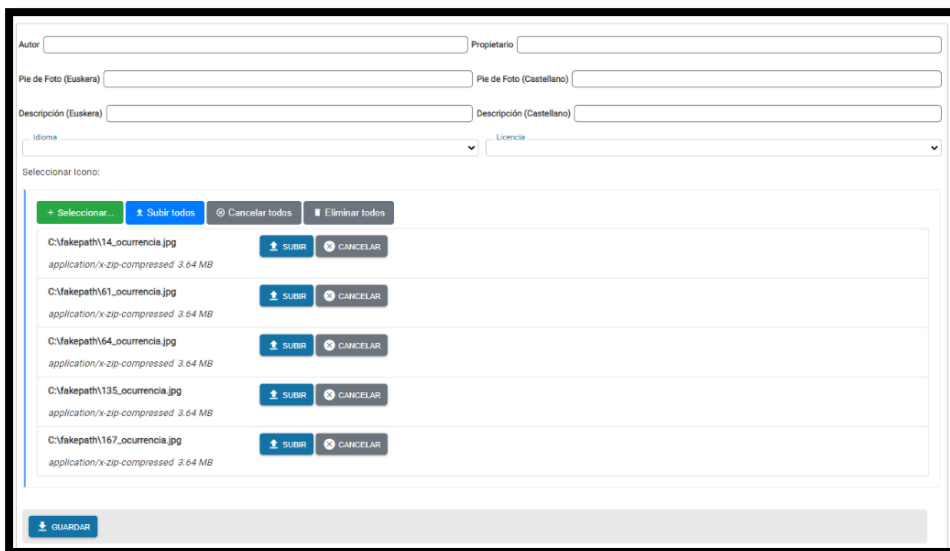 Autor Propietario
Pie de Foto (Euskera) Pie de Foto (Castellano)
Descripción (Euskera) Descripción (Castellano)
Idioma Licencia
Seleccionar Icono:
+ Seleccionar... Subir todos Cancelar todos Eliminar todos
C:\fakepath\14_ocurrencia.jpg SUBIR CANCELAR
application/x-zip-compressed 3.64 MB
C:\fakepath\61_ocurrencia.jpg SUBIR CANCELAR
application/x-zip-compressed 3.64 MB
C:\fakepath\64_ocurrencia.jpg SUBIR CANCELAR
application/x-zip-compressed 3.64 MB
C:\fakepath\135_ocurrencia.jpg SUBIR CANCELAR
application/x-zip-compressed 3.64 MB
C:\fakepath\167_ocurrencia.jpg SUBIR CANCELAR
application/x-zip-compressed 3.64 MB
GUARDAR